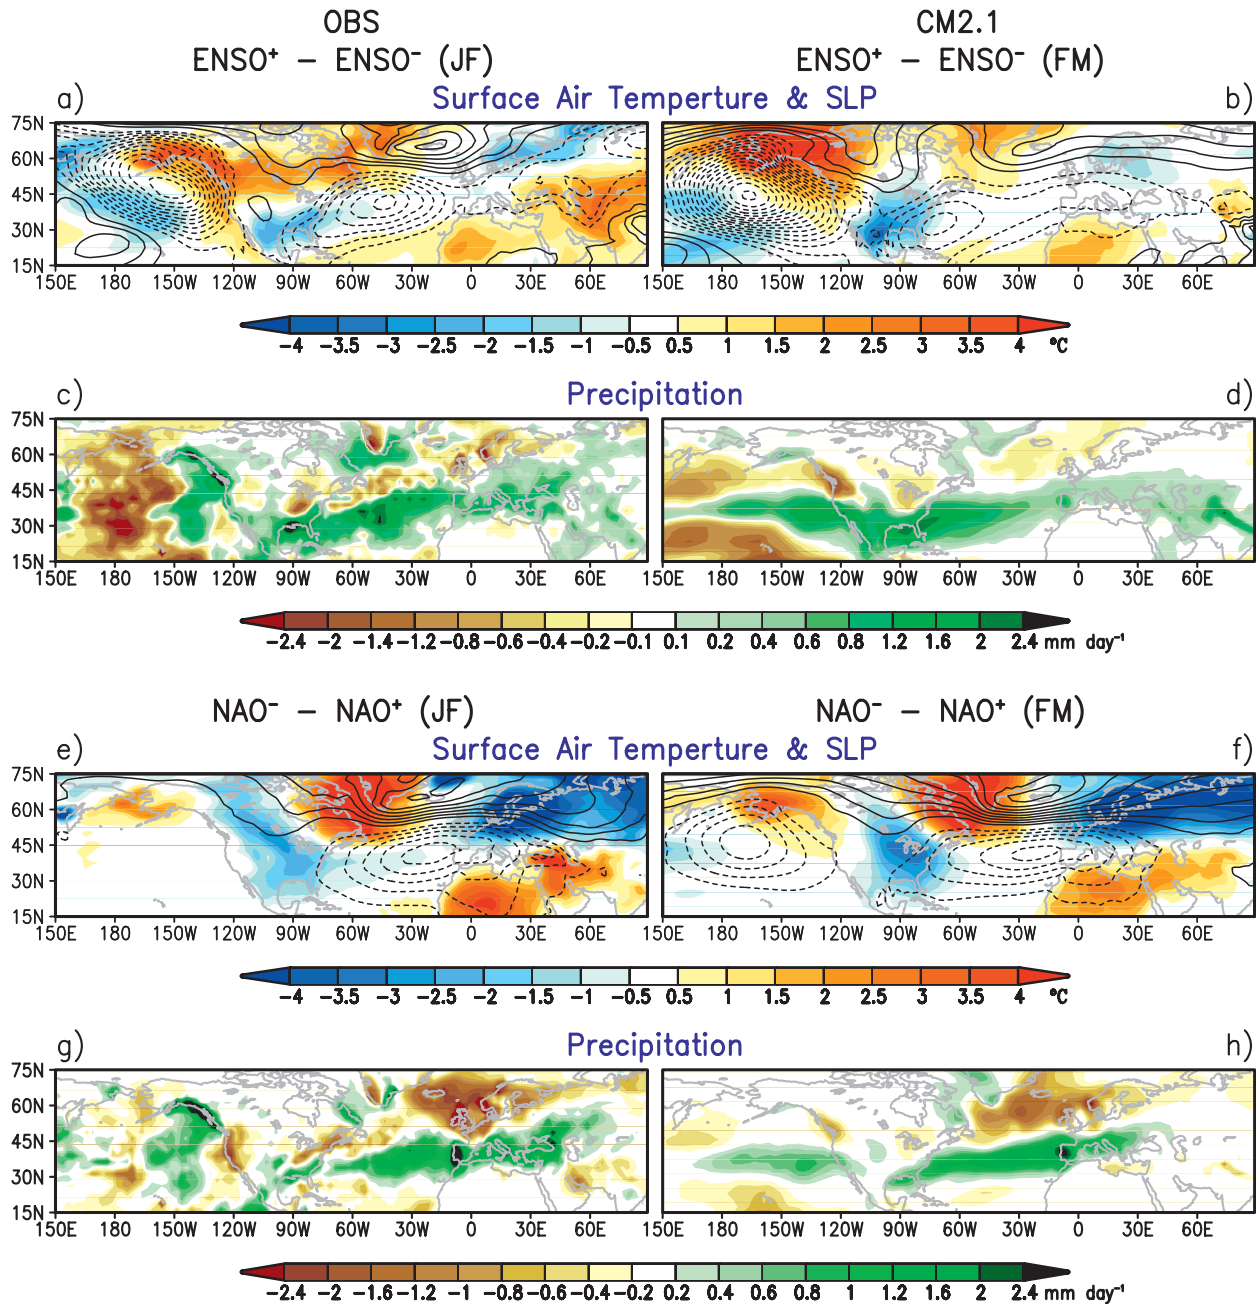 OBS
CM2.1
ENSO⁺ – ENSO⁻ (JF)
ENSO⁺ – ENSO⁻ (FM)
a)
Surface Air Temperture & SLP
b)
75N
60N
45N
30N
15N
150E 180 150W 120W 90W 60W 30W 0 30E 60E
150E 180 150W 120W 90W 60W 30W 0 30E 60E
-4 -3.5 -3 -2.5 -2 -1.5 -1 -0.5 0.5 1 1.5 2 2.5 3 3.5 4 °C
c)
Precipitation
d)
75N
60N
45N
30N
15N
150E 180 150W 120W 90W 60W 30W 0 30E 60E
150E 180 150W 120W 90W 60W 30W 0 30E 60E
-2.4 -2 -1.4 -1.2 -0.8 -0.6 -0.4 -0.2 -0.1 0.1 0.2 0.4 0.6 0.8 1.2 1.6 2 2.4 mm day⁻¹
NAO⁻ – NAO⁺ (JF)
NAO⁻ – NAO⁺ (FM)
e)
Surface Air Temperture & SLP
f)
75N
60N
45N
30N
15N
150E 180 150W 120W 90W 60W 30W 0 30E 60E
150E 180 150W 120W 90W 60W 30W 0 30E 60E
-4 -3.5 -3 -2.5 -2 -1.5 -1 -0.5 0.5 1 1.5 2 2.5 3 3.5 4 °C
g)
Precipitation
h)
75N
60N
45N
30N
15N
150E 180 150W 120W 90W 60W 30W 0 30E 60E
150E 180 150W 120W 90W 60W 30W 0 30E 60E
-2.4 -2 -1.6 -1.2 -1 -0.8 -0.6 -0.4 -0.2 0.2 0.4 0.6 0.8 1 1.2 1.6 2 2.4 mm day⁻¹